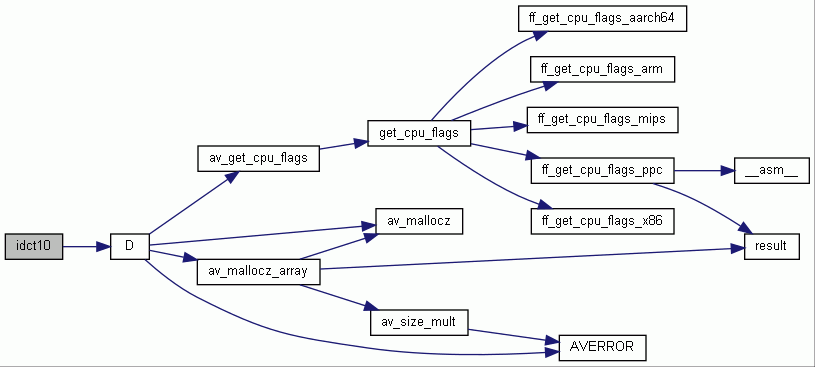 ff_get_cpu_flags_aarch64
ff_get_cpu_flags_arm
ff_get_cpu_flags_mips
get_cpu_flags
av_get_cpu_flags
ff_get_cpu_flags_ppc
__asm__
ff_get_cpu_flags_x86
av_mallocz
idct10
D
result
av_mallocz_array
av_size_mult
AVERROR